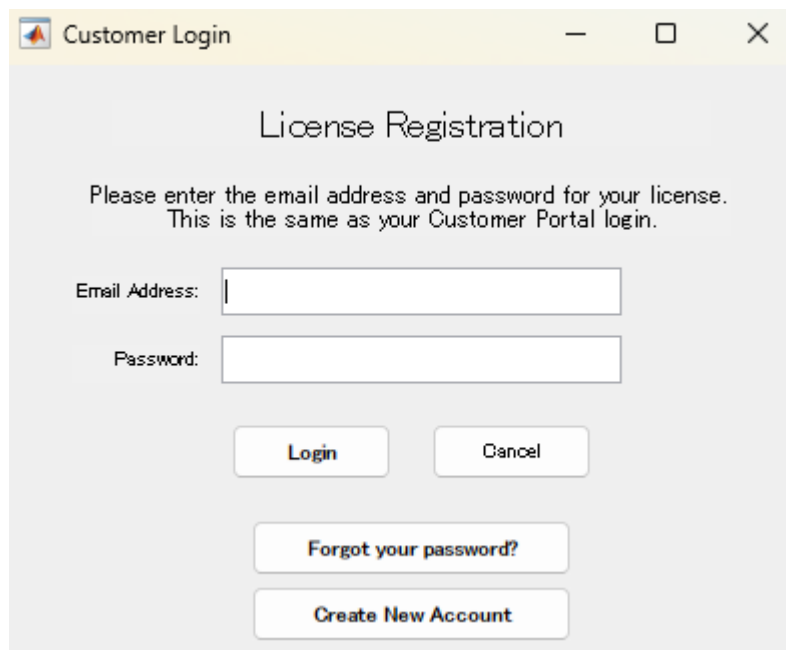 Customer Login
License Registration
Please enter the email address and password for your license.
This is the same as your Customer Portal login.
Email Address:
Password:
Login
Cancel
Forgot your password?
Create New Account